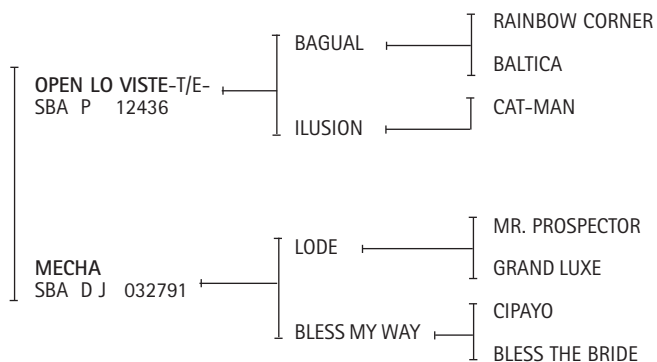 RAINBOW CORNER
BAGUAL
BALTICA
OPEN LO VISTE-T/E-
SBA P 12436
CAT-MAN
ILUSION
MR. PROSPECTOR
LODE
GRAND LUXE
MECHA
SBA D J 032791
CIPAYO
BLESS MY WAY
BLESS THE BRIDE